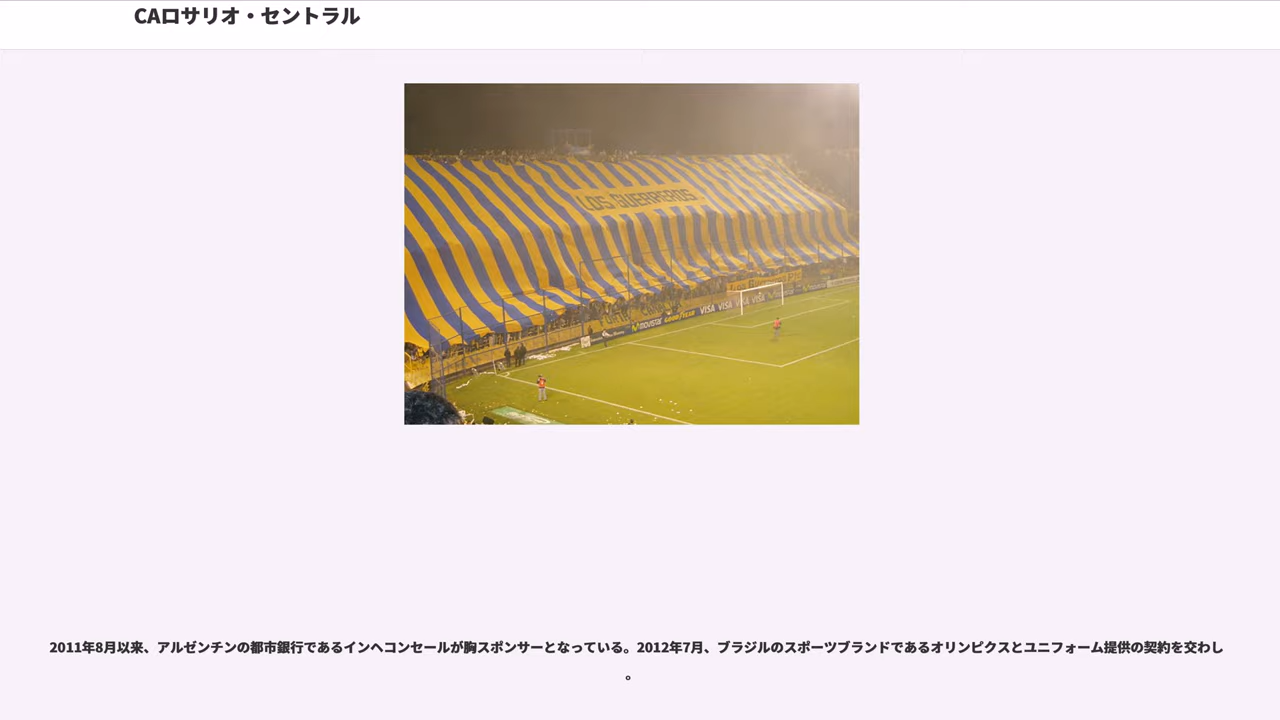 CAロサリオ・セントラル
LOS GUERREROS
movistar GOODYEAR VISA VISA VISA
2011年8月以来、アルゼンチンの都市銀行であるインヘコンセールが胸スポンサーとなっている。2012年7月、ブラジルのスポーツブランドであるオリンピクスとユニフォーム提供の契約を交わし
。